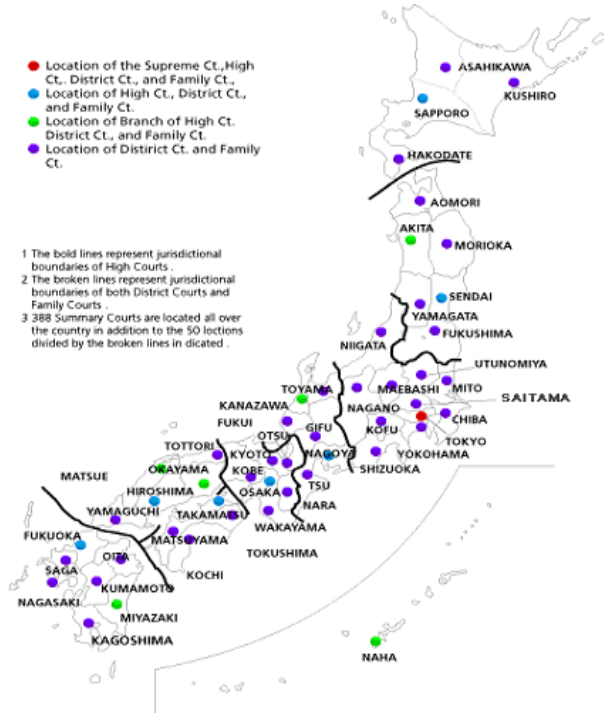 Location of the Supreme Ct.,High
Ct,. District Ct., and Family Ct.,
Location of High Ct., District Ct.,
and Family Ct.
Location of Branch of High Ct.
District Ct., and Family Ct.
Location of Distirict Ct. and Family
Ct.
1 The bold lines represent jurisdictional
boundaries of High Courts .
2 The broken lines represent jurisdictional
boundaries of both District Courts and
Family Courts .
3 388 Summary Courts are located all over
the country in addition to the 50 loctions
divided by the broken lines in dicated .
ASAHIKAWA
KUSHIRO
SAPPORO
HAKODATE
AOMORI
AKITA
MORIOKA
SENDAI
YAMAGATA
FUKUSHIMA
NIIGATA
UTUNOMIYA
TOYAMA
MAEBASHI
MITO
SAITAMA
KANAZAWA
NAGANO
CHIBA
FUKUI
GIFU
KOFU
TOKYO
OTSU
TOTTORI
KYOTO
NAGOYA
YOKOHAMA
SHIZUOKA
OKAYAMA
KOBE
MATSUE
TSU
HIROSHIMA
OSAKA
NARA
YAMAGUCHI
TAKAMATSU
WAKAYAMA
FUKUOKA
MATSUYAMA
TOKUSHIMA
OITA
SAGA
KOCHI
KUMAMOTO
NAGASAKI
MIYAZAKI
KAGOSHIMA
NAHA